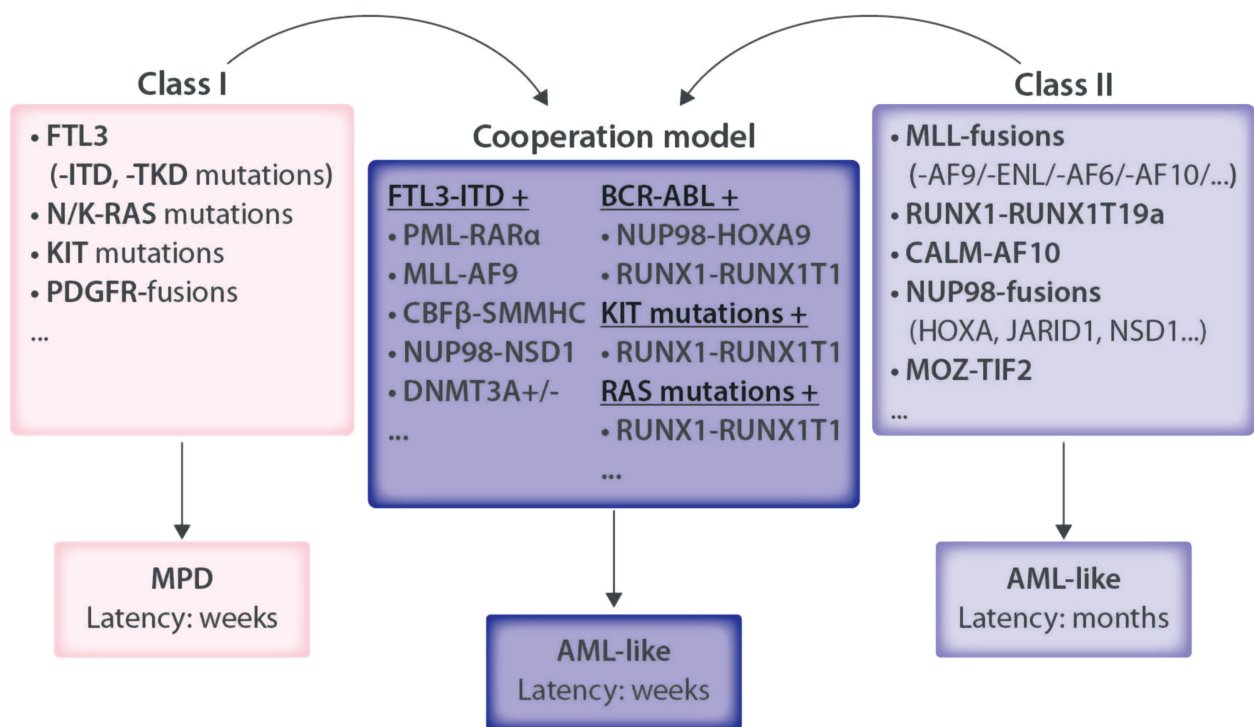 Class I
• FTL3
(-ITD, -TKD mutations)
• N/K-RAS mutations
• KIT mutations
• PDGFR-fusions
...
MPD
Latency: weeks
Cooperation model
FTL3-ITD +
• PML-RARα
• MLL-AF9
• CBFβ-SMMHC
• NUP98-NSD1
• DNMT3A+/-
...
BCR-ABL +
• NUP98-HOXA9
• RUNX1-RUNX1T1
KIT mutations +
• RUNX1-RUNX1T1
RAS mutations +
• RUNX1-RUNX1T1
...
AML-like
Latency: weeks
Class II
• MLL-fusions
(-AF9/-ENL/-AF6/-AF10/...)
• RUNX1-RUNX1T19a
• CALM-AF10
• NUP98-fusions
(HOXA, JARID1, NSD1...)
• MOZ-TIF2
...
AML-like
Latency: months